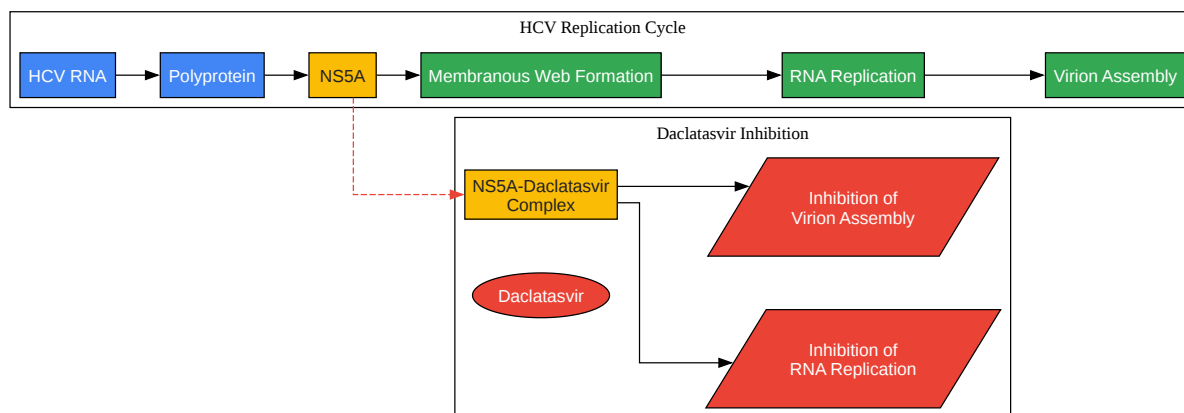 HCV Replication Cycle
HCV RNA
Polyprotein
NS5A
Membranous Web Formation
RNA Replication
Virion Assembly
Daclatasvir Inhibition
NS5A-Daclatasvir
Complex
Inhibition of
Virion Assembly
Daclatasvir
Inhibition of
RNA Replication